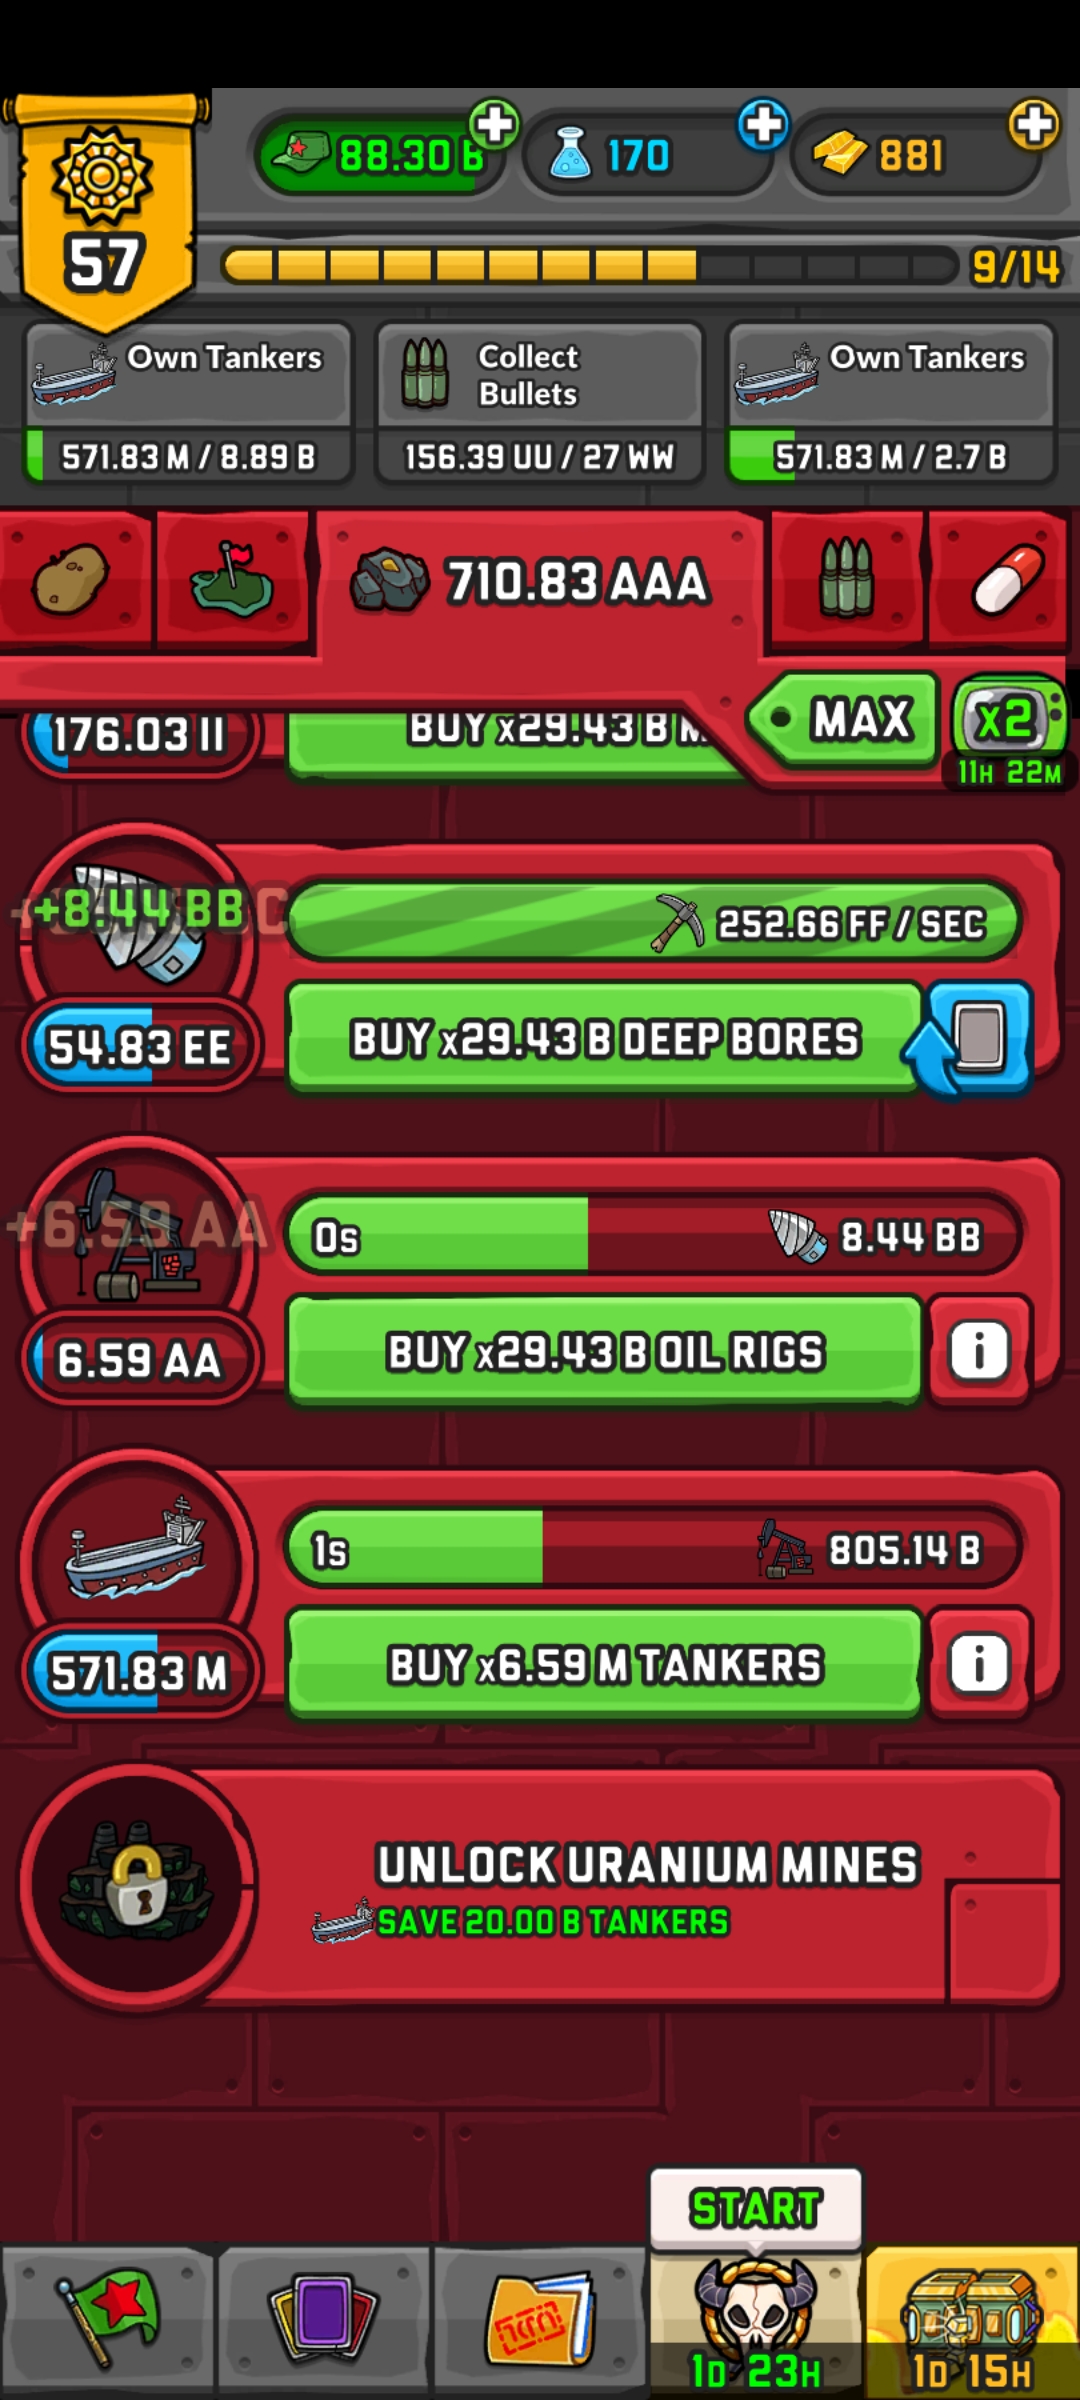 88.30 B
170
881
57
9/14
Own Tankers
571.83 M / 8.89 B
Collect
Bullets
156.39 UU / 27 WW
Own Tankers
571.83 M / 2.7 B
710.83 AAA
MAX
x2
11H 22M
176.03 II
BUY x29.43 B
+8.44 BB
252.66 FF / SEC
54.83 EE
BUY x29.43 B DEEP BORES
+6.59 AA
0s
8.44 BB
6.59 AA
BUY x29.43 B OIL RIGS
1s
805.14 B
571.83 M
BUY x6.59 M TANKERS
UNLOCK URANIUM MINES
SAVE 20.00 B TANKERS
START
1D 23H
1D 15H